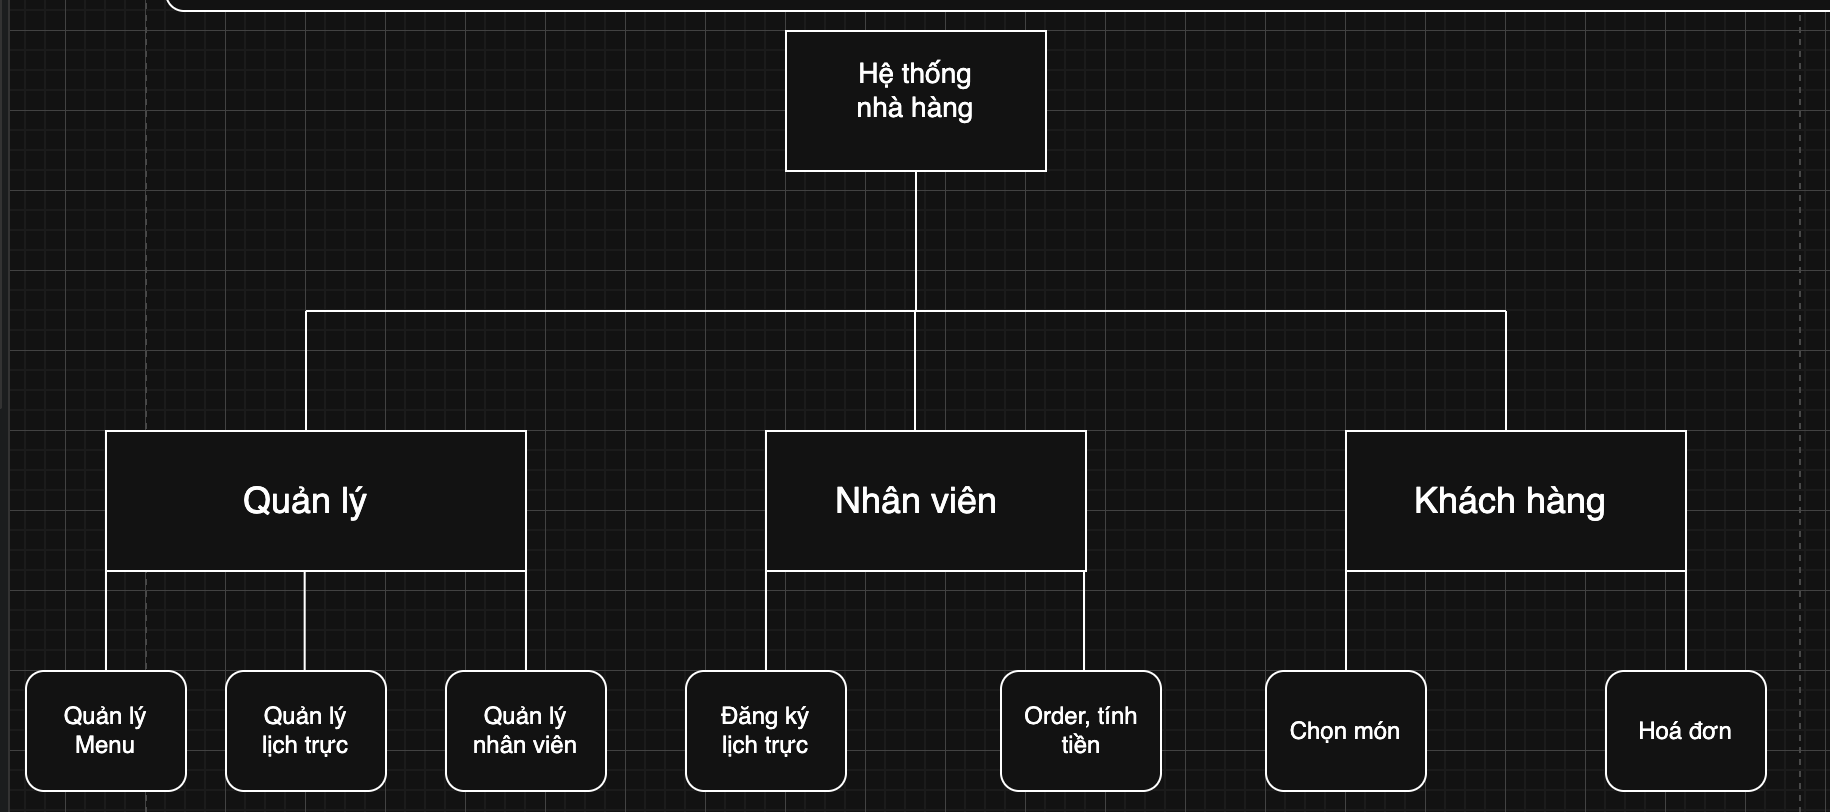 Hệ thống
nhà hàng
Quản lý
Nhân viên
Khách hàng
Quản lý
Menu
Quản lý
lịch trực
Quản lý
nhân viên
Đăng ký
lịch trực
Order, tính
tiền
Chọn món
Hoá đơn